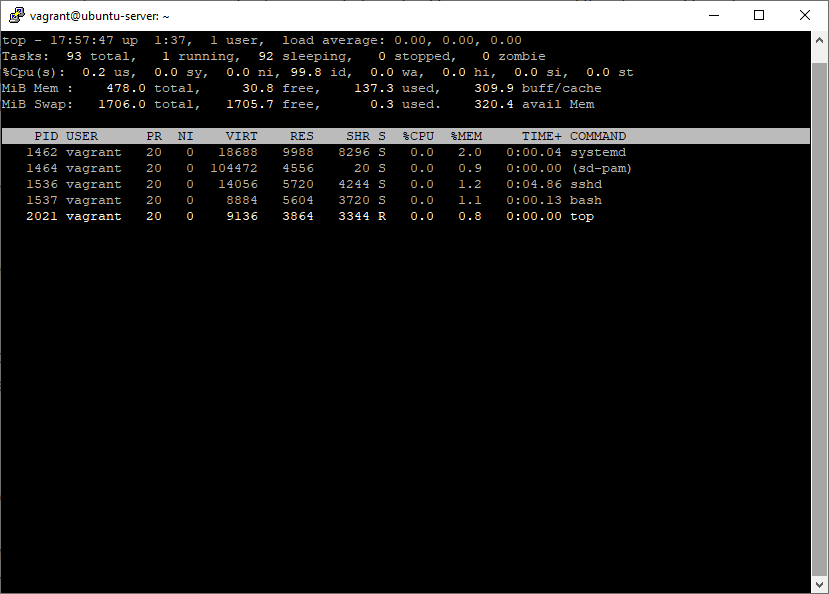 vagrant@ubuntu-server: ~
top - 17:57:47 up  1:37,  1 user,  load average: 0.00, 0.00, 0.00
Tasks:  93 total,   1 running,  92 sleeping,   0 stopped,   0 zombie
%Cpu(s):  0.2 us,  0.0 sy,  0.0 ni, 99.8 id,  0.0 wa,  0.0 hi,  0.0 si,  0.0 st
MiB Mem :    478.0 total,     30.8 free,    137.3 used,    309.9 buff/cache
MiB Swap:   1706.0 total,   1705.7 free,      0.3 used.    320.4 avail Mem
PID USER      PR  NI    VIRT    RES    SHR S  %CPU  %MEM     TIME+ COMMAND
1462 vagrant   20   0   18688   9988   8296 S   0.0   2.0   0:00.04 systemd
1464 vagrant   20   0  104472   4556     20 S   0.0   0.9   0:00.00 (sd-pam)
1536 vagrant   20   0   14056   5720   4244 S   0.0   1.2   0:04.86 sshd
1537 vagrant   20   0    8884   5604   3720 S   0.0   1.1   0:00.13 bash
2021 vagrant   20   0    9136   3864   3344 R   0.0   0.8   0:00.00 top